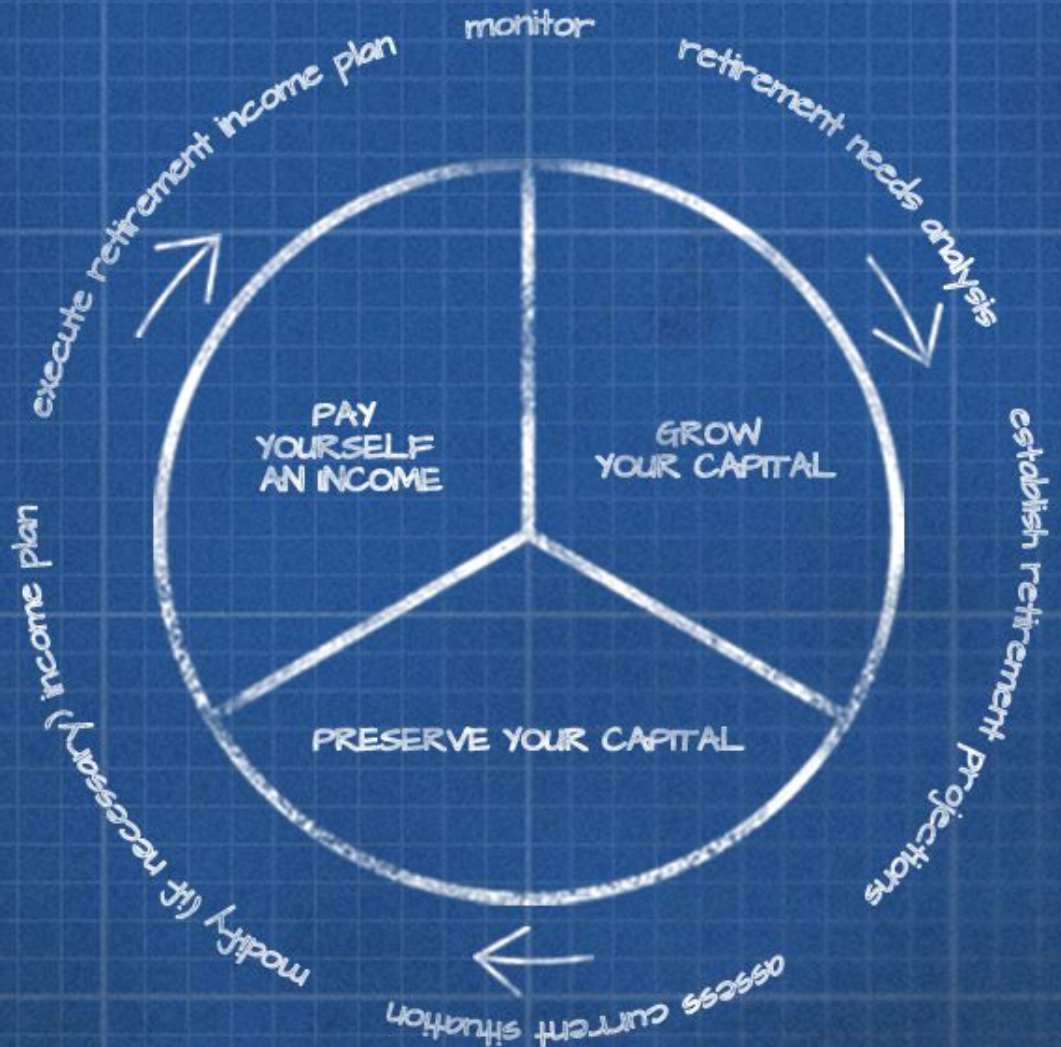 monitor
retirement needs analysis
establish retirement projections
assess current situation
modify (if necessary) income plan
execute retirement income plan
PAY
YOURSELF
AN INCOME
GROW
YOUR CAPITAL
PRESERVE YOUR CAPITAL